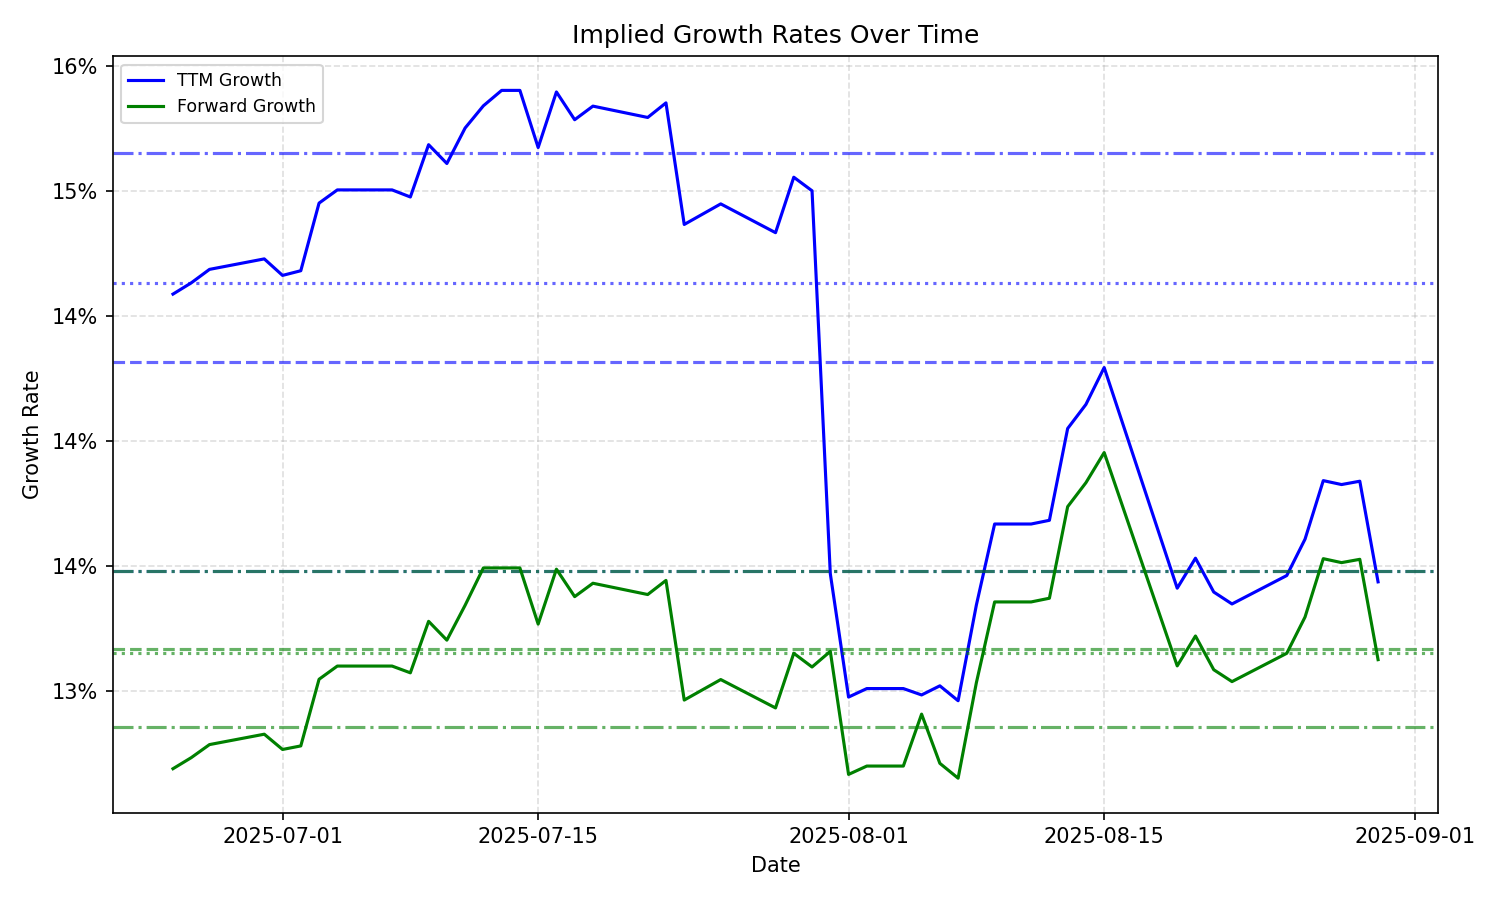 Implied Growth Rates Over Time
TTM Growth
Forward Growth
16%
15%
14%
14%
14%
13%
Growth Rate
2025-07-01
2025-07-15
2025-08-01
2025-08-15
2025-09-01
Date